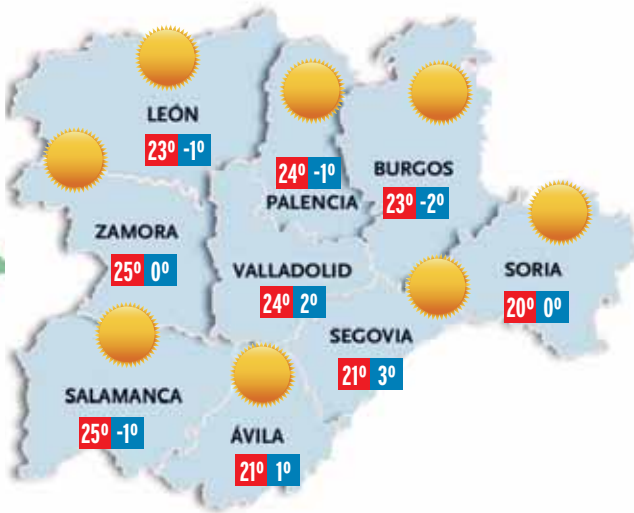 LEÓN
23º -1º
24º -1º
PALENCIA
BURGOS
23º -2º
ZAMORA
25º 0º
VALLADOLID
24º 2º
SORIA
20º 0º
SEGOVIA
21º 3º
SALAMANCA
25º -1º
ÁVILA
21º 1º